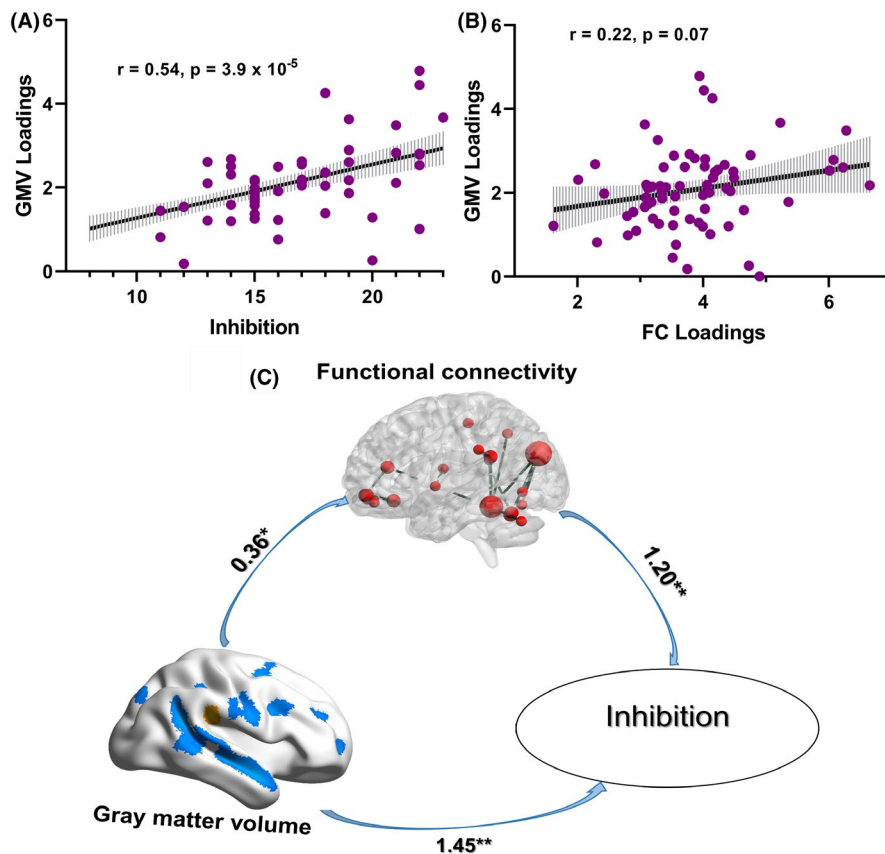 (A)
r = 0.54, p = 3.9 x 10-5
GMV Loadings
6
4
2
0
10
15
20
Inhibition
(B)
r = 0.22, p = 0.07
GMV Loadings
6
4
2
0
2
4
6
FC Loadings
(C)
Functional connectivity
0.36*
1.20**
Inhibition
Gray matter volume
1.45**